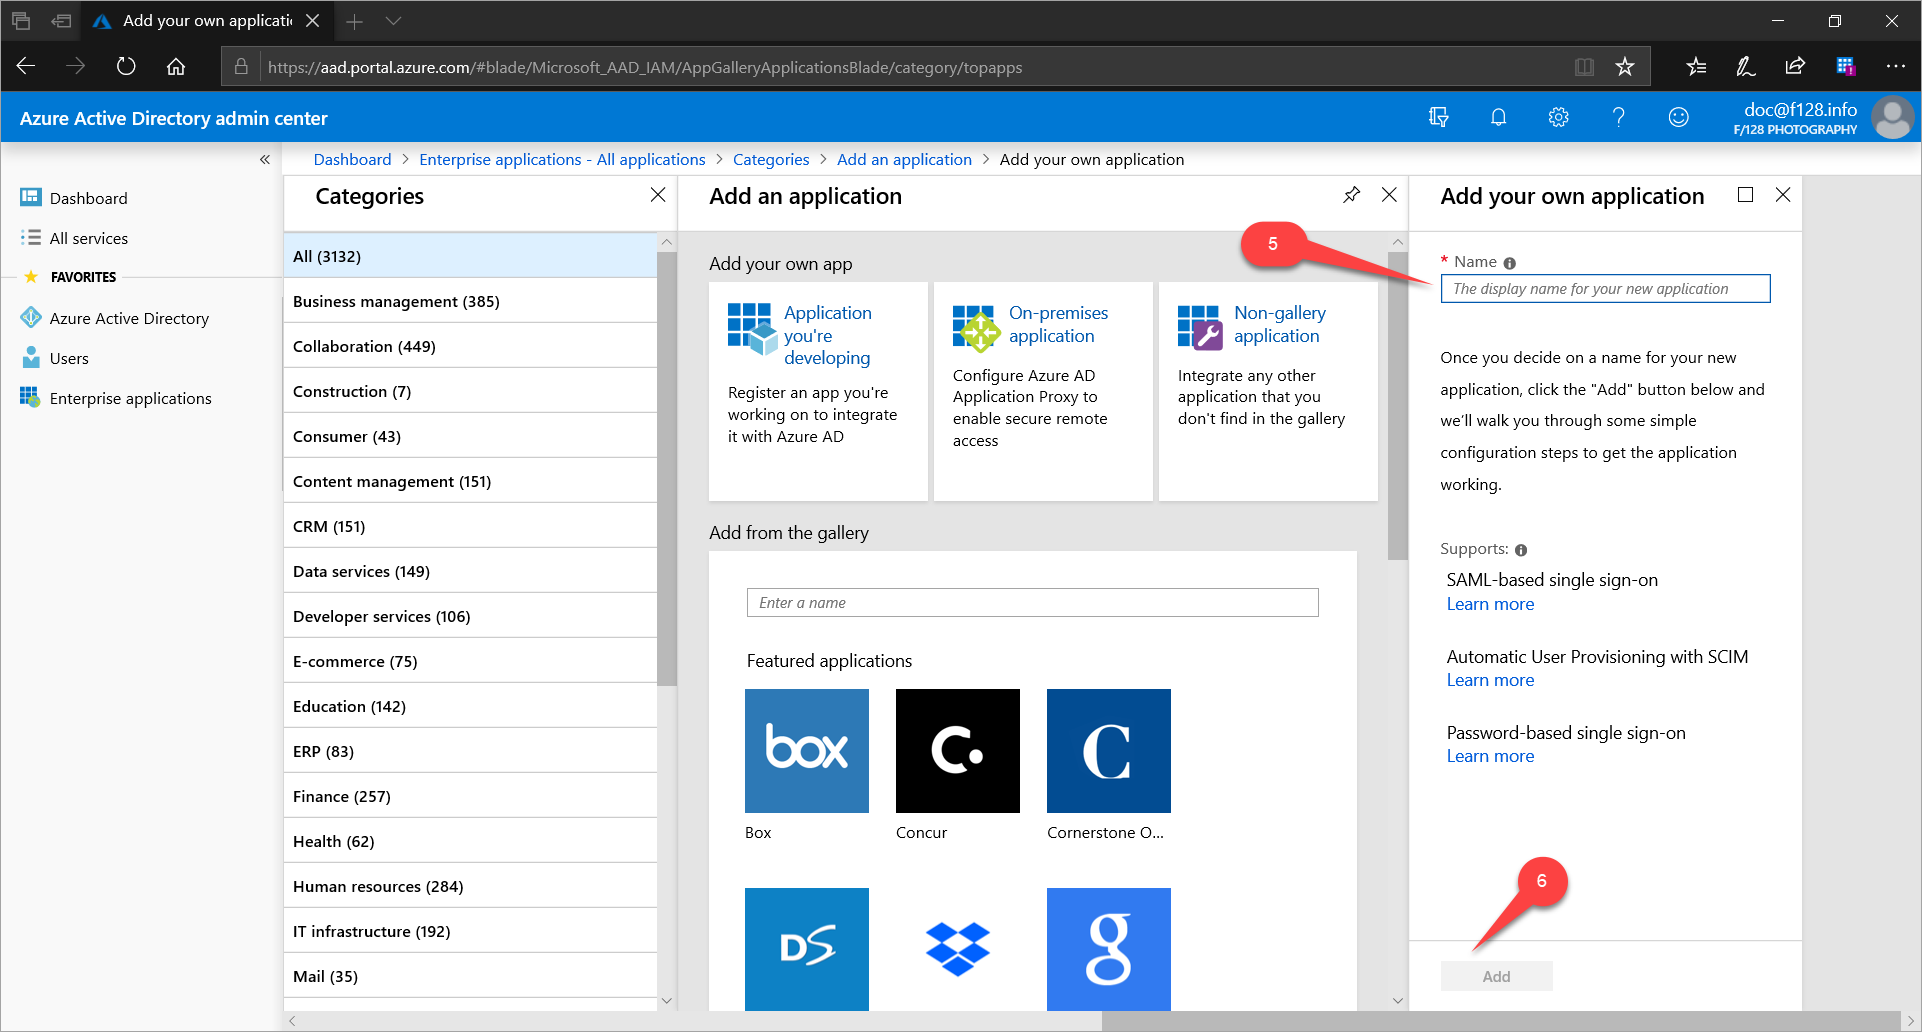 Add your own applicati
https://aad.portal.azure.com/#blade/Microsoft_AAD_IAM/AppGalleryApplicationsBlade/category/topapps
Azure Active Directory admin center
doc@f128.info
F/128 PHOTOGRAPHY
Dashboard
All services
FAVORITES
Azure Active Directory
Users
Enterprise applications
Dashboard > Enterprise applications - All applications > Categories > Add an application > Add your own application
Categories
All (3132)
Business management (385)
Collaboration (449)
Construction (7)
Consumer (43)
Content management (151)
CRM (151)
Data services (149)
Developer services (106)
E-commerce (75)
Education (142)
ERP (83)
Finance (257)
Health (62)
Human resources (284)
IT infrastructure (192)
Mail (35)
Add an application
Add your own app
Application
you're
developing
Register an app you're
working on to integrate
it with Azure AD
On-premises
application
Configure Azure AD
Application Proxy to
enable secure remote
access
Non-gallery
application
Integrate any other
application that you
don't find in the gallery
Add from the gallery
Enter a name
Featured applications
box
C.
C
Box
Concur
Cornerstone O...
DS
g
Add your own application
5
* Name
The display name for your new application
Once you decide on a name for your new
application, click the "Add" button below and
we'll walk you through some simple
configuration steps to get the application
working.
Supports:
SAML-based single sign-on
Learn more
Automatic User Provisioning with SCIM
Learn more
Password-based single sign-on
Learn more
6
Add